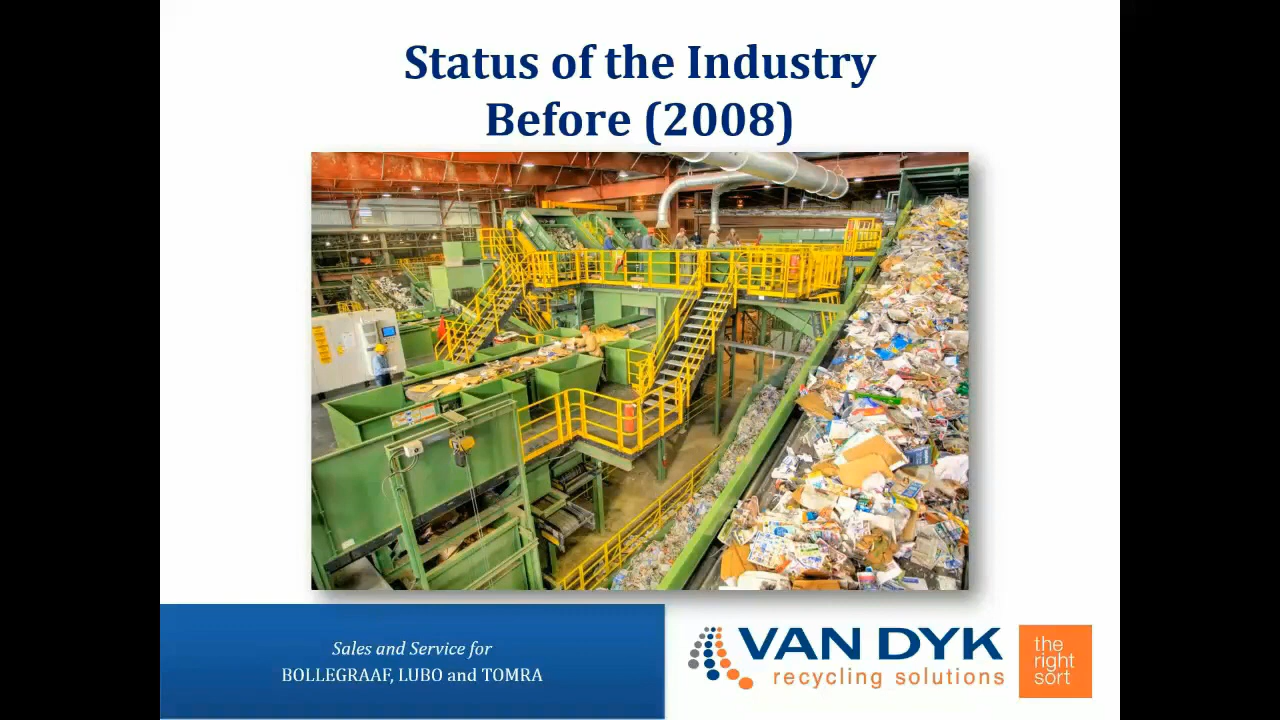 Status of the Industry
Before (2008)
Sales and Service for
BOLLEGRAAF, LUBO and TOMRA
VAN DYK
recycling solutions
the
right
sort